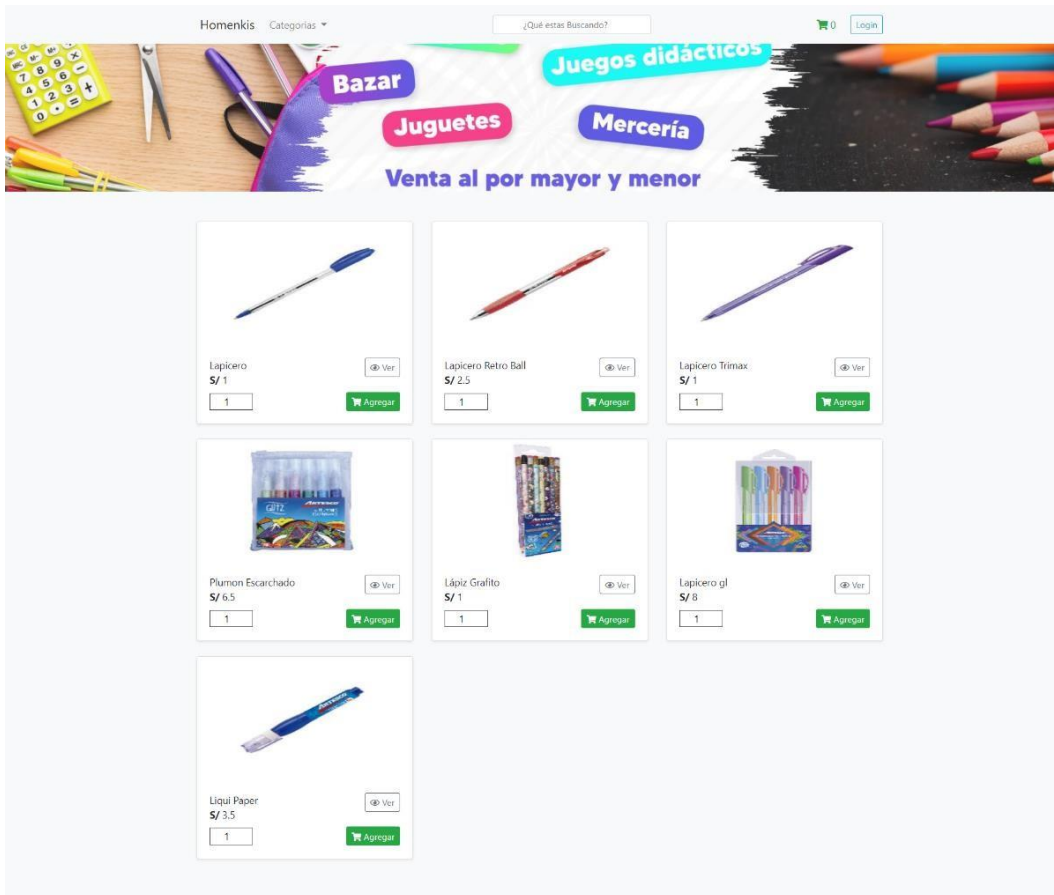 Homenkis Categorias
¿Qué estas Buscando?
0 Login
Juegos didácticos
Bazar
Juguetes
Mercería
Venta al por mayor y menor
Lapicero
Ver
S/ 1
1
Agregar
Lapicero Retro Ball
Ver
S/ 2.5
1
Agregar
Lapicero Trimax
Ver
S/ 1
1
Agregar
Plumon Escarchado
Ver
S/ 6.5
1
Agregar
Lápiz Grafito
Ver
S/ 1
1
Agregar
Lapicero gl
Ver
S/ 8
1
Agregar
ARTESCO
Liqui Paper
Ver
S/ 3.5
1
Agregar